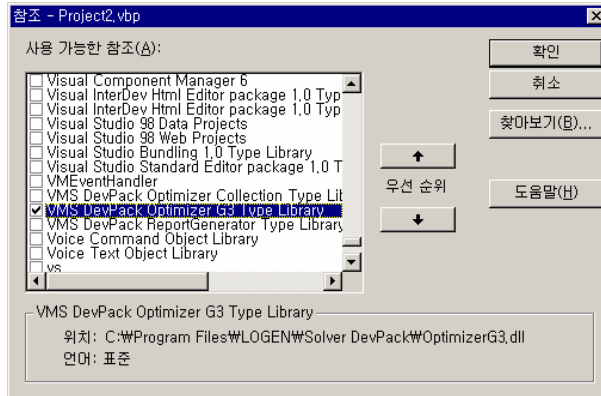 참조 - Project2.vbp
사용 가능한 참조(A):
Visual Component Manager 6
Visual InterDev Html Editor package 1.0 Typ
Visual InterDev Html Editor package 1.0 Typ
Visual Studio 98 Data Projects
Visual Studio 98 Web Projects
Visual Studio Bundling 1.0 Type Library
Visual Studio Standard Editor package 1.0 T
VMEventHandler
VMS DevPack Optimizer Collection Type Lib
VMS DevPack Optimizer G3 Type Library
VMS DevPack ReportGenerator Type Library
Voice Command Object Library
Voice Text Object Library
vs
우선 순위
확인
취소
찾아보기(B)...
도움말(H)
VMS DevPack Optimizer G3 Type Library
위치: C:₩Program Files₩LOGEN₩Solver DevPack₩OptimizerG3.dll
언어: 표준